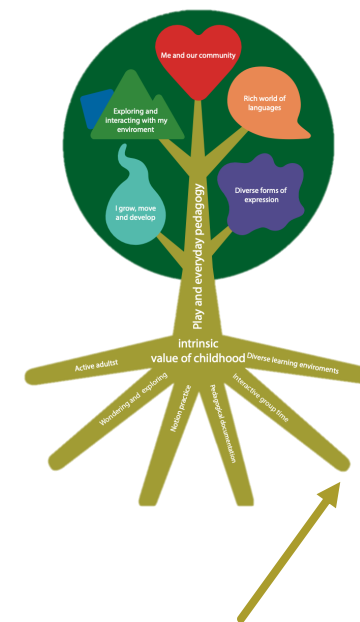 Me and our community
Exploring and
interacting with my
enviroment
Rich world of
languages
I grow, move
and develop
Diverse forms of
expression
Play and everyday pedagogy
intrinsic
value of childhood
Active adultst
Wondering and exploring
Notion practice
Pedagogical documentation
Interactive group time
Diverse learning enviroments